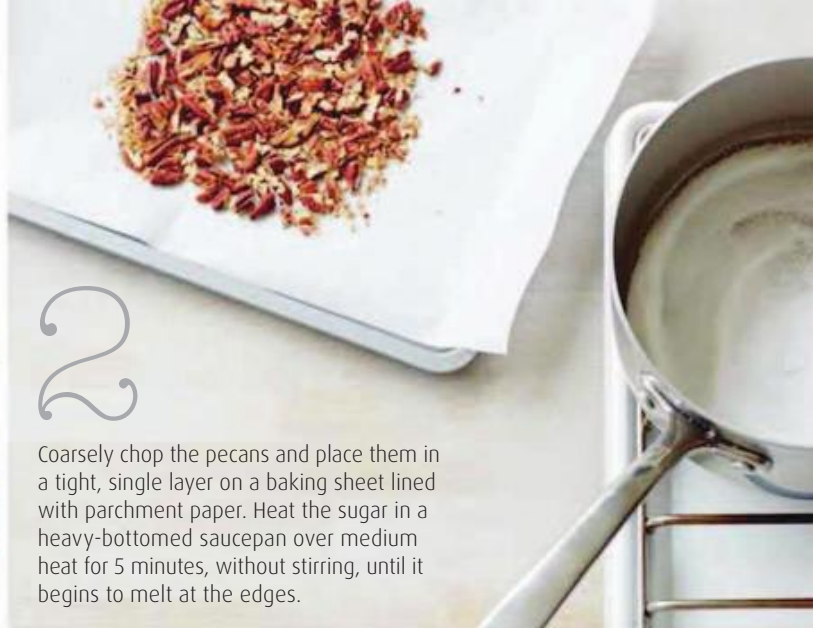 2
Coarsely chop the pecans and place them in
a tight, single layer on a baking sheet lined
with parchment paper. Heat the sugar in a
heavy-bottomed saucepan over medium
heat for 5 minutes, without stirring, until it
begins to melt at the edges.